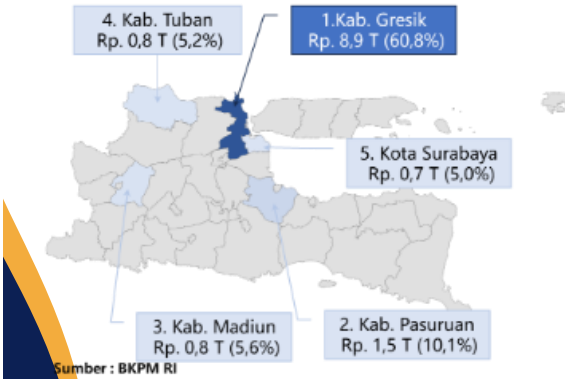 4. Kab. Tuban
Rp. 0,8 T (5,2%)
1.Kab. Gresik
Rp. 8,9 T (60,8%)
5. Kota Surabaya
Rp. 0,7 T (5,0%)
3. Kab. Madiun
Rp. 0,8 T (5,6%)
2. Kab. Pasuruan
Rp. 1,5 T (10,1%)
Sumber : BKPM RI